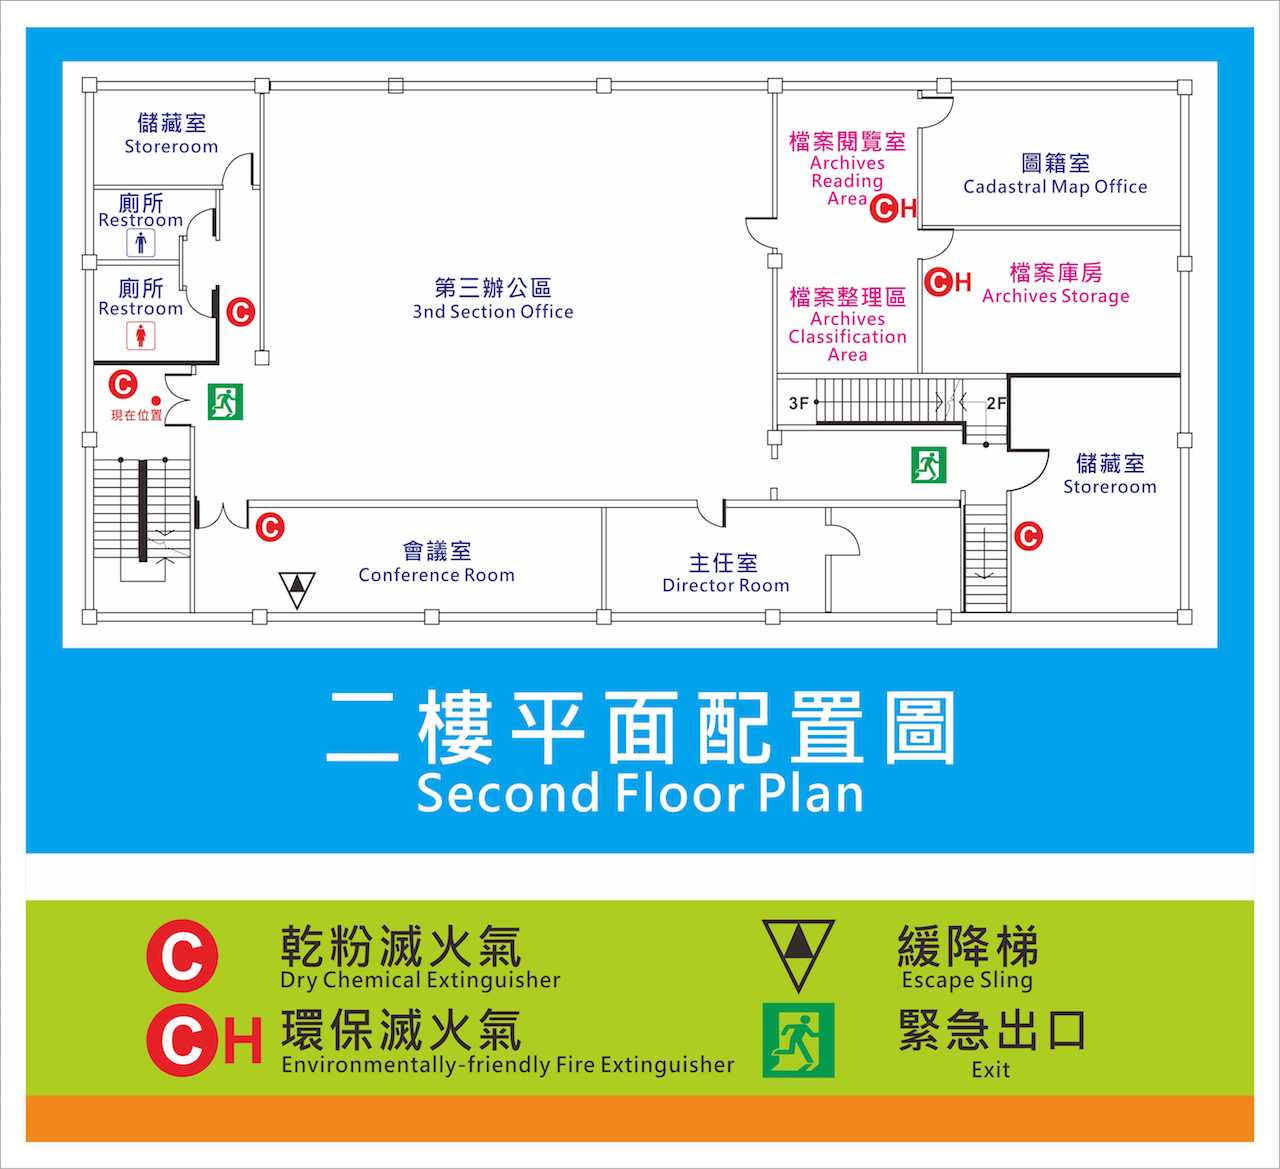 儲藏室
Storeroom
廁所
Restroom
廁所
Restroom
C
C
現在位置
第三辦公區
3nd Section Office
檔案閱覽室
Archives
Reading
Area
CH
圖籍室
Cadastral Map Office
檔案整理區
Archives
Classification
Area
CH
檔案庫房
Archives Storage
3F
2F
儲藏室
Storeroom
C
C
會議室
Conference Room
主任室
Director Room
二樓平面配置圖
Second Floor Plan
C
乾粉滅火氣
Dry Chemical Extinguisher
CH
環保滅火氣
Environmentally-friendly Fire Extinguisher
緩降梯
Escape Sling
緊急出口
Exit